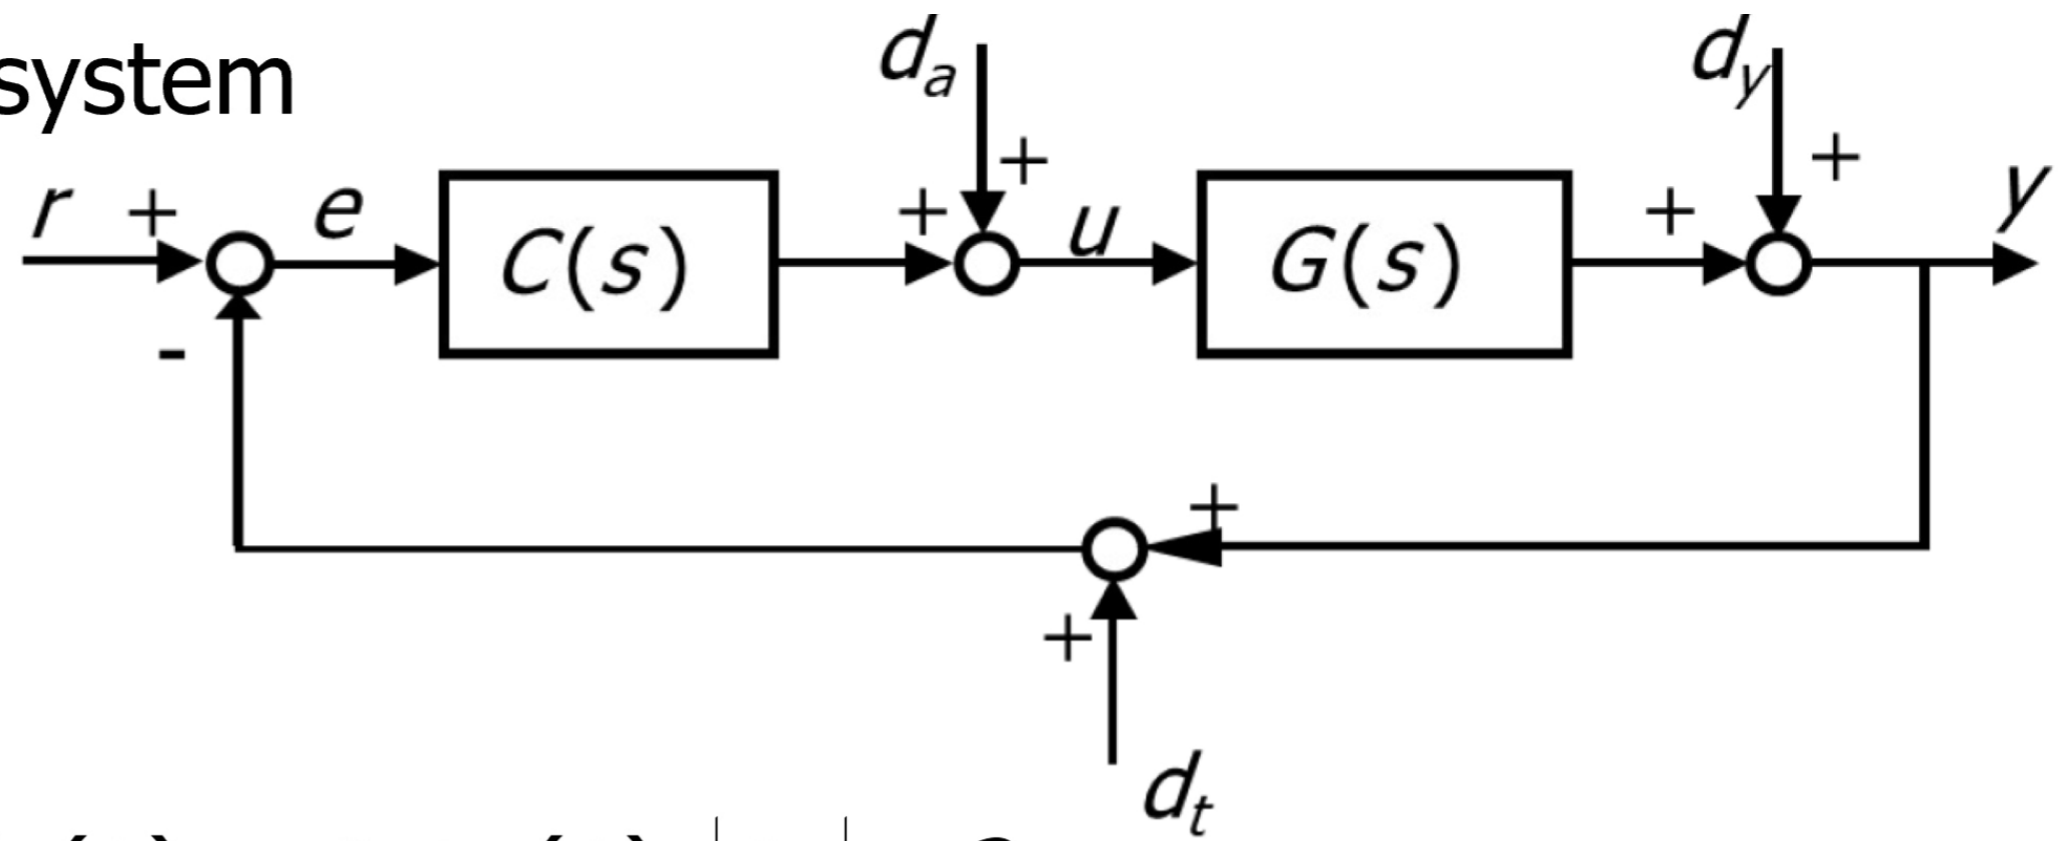 system
d_a
d_y
+
+
r + e C(s) + u G(s) + y
-
+
+
d_t